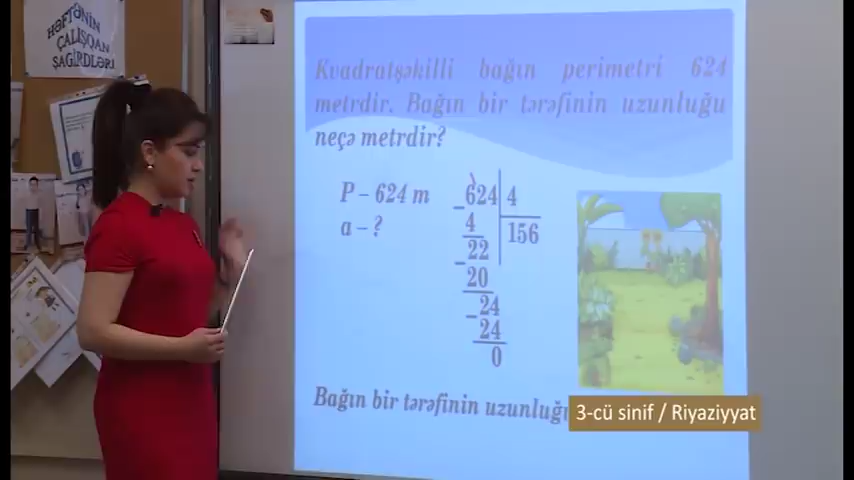 HƏFTƏNİN
ÇALIŞQAN
ŞAGİRDLƏRİ
Kvadratşəkilli bağın perimetri 624
metrdir. Bağın bir tərəfinin uzunluğu
neçə metrdir?
P – 624 m
a – ?
624 4
– 4 156
22
– 20
24
– 24
0
Bağın bir tərəfinin uzunluğ
3-cü sinif / Riyaziyyat